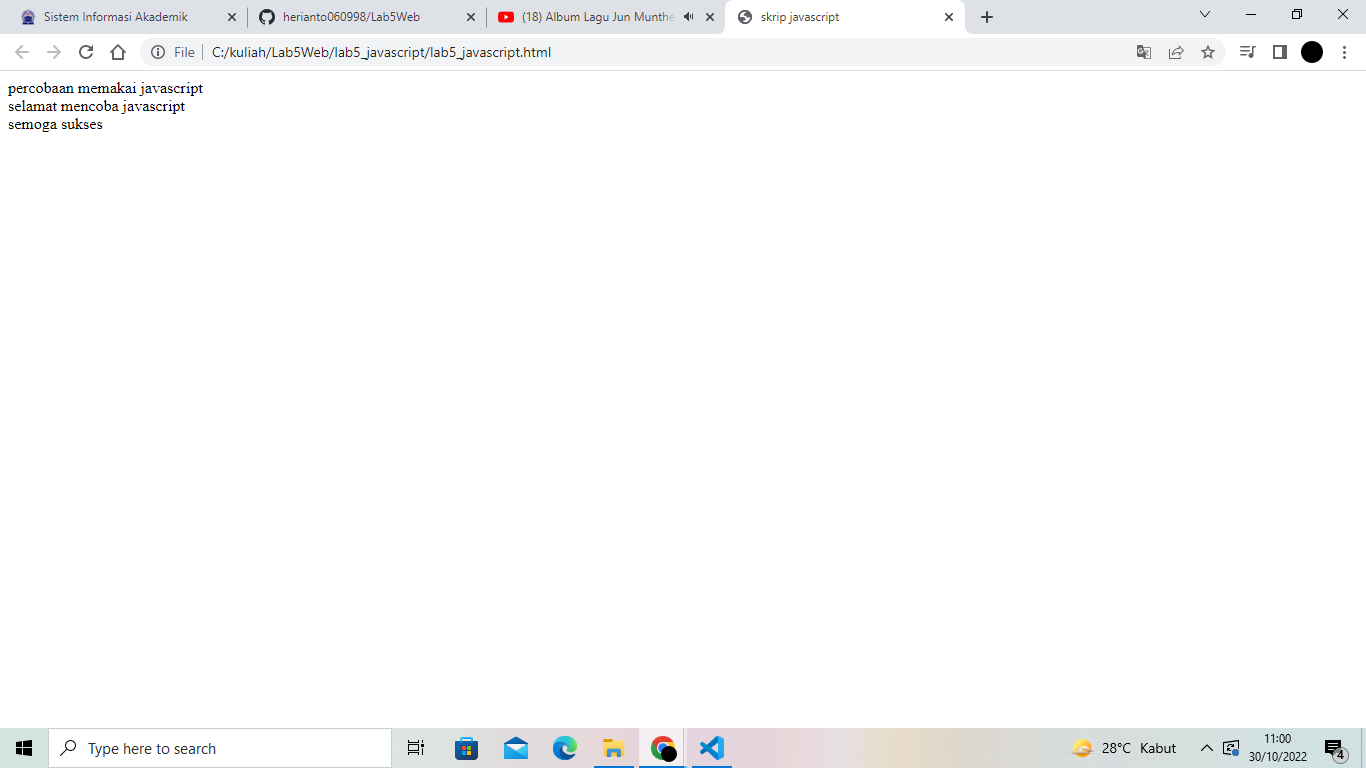 Sistem Informasi Akademik
herianto060998/Lab5Web
(18) Album Lagu Jun Munthe
skrip javascript
File
C:/kuliah/Lab5Web/lab5_javascript/lab5_javascript.html
percobaan memakai javascript
selamat mencoba javascript
semoga sukses
Type here to search
28°C Kabut
11:00
30/10/2022
4